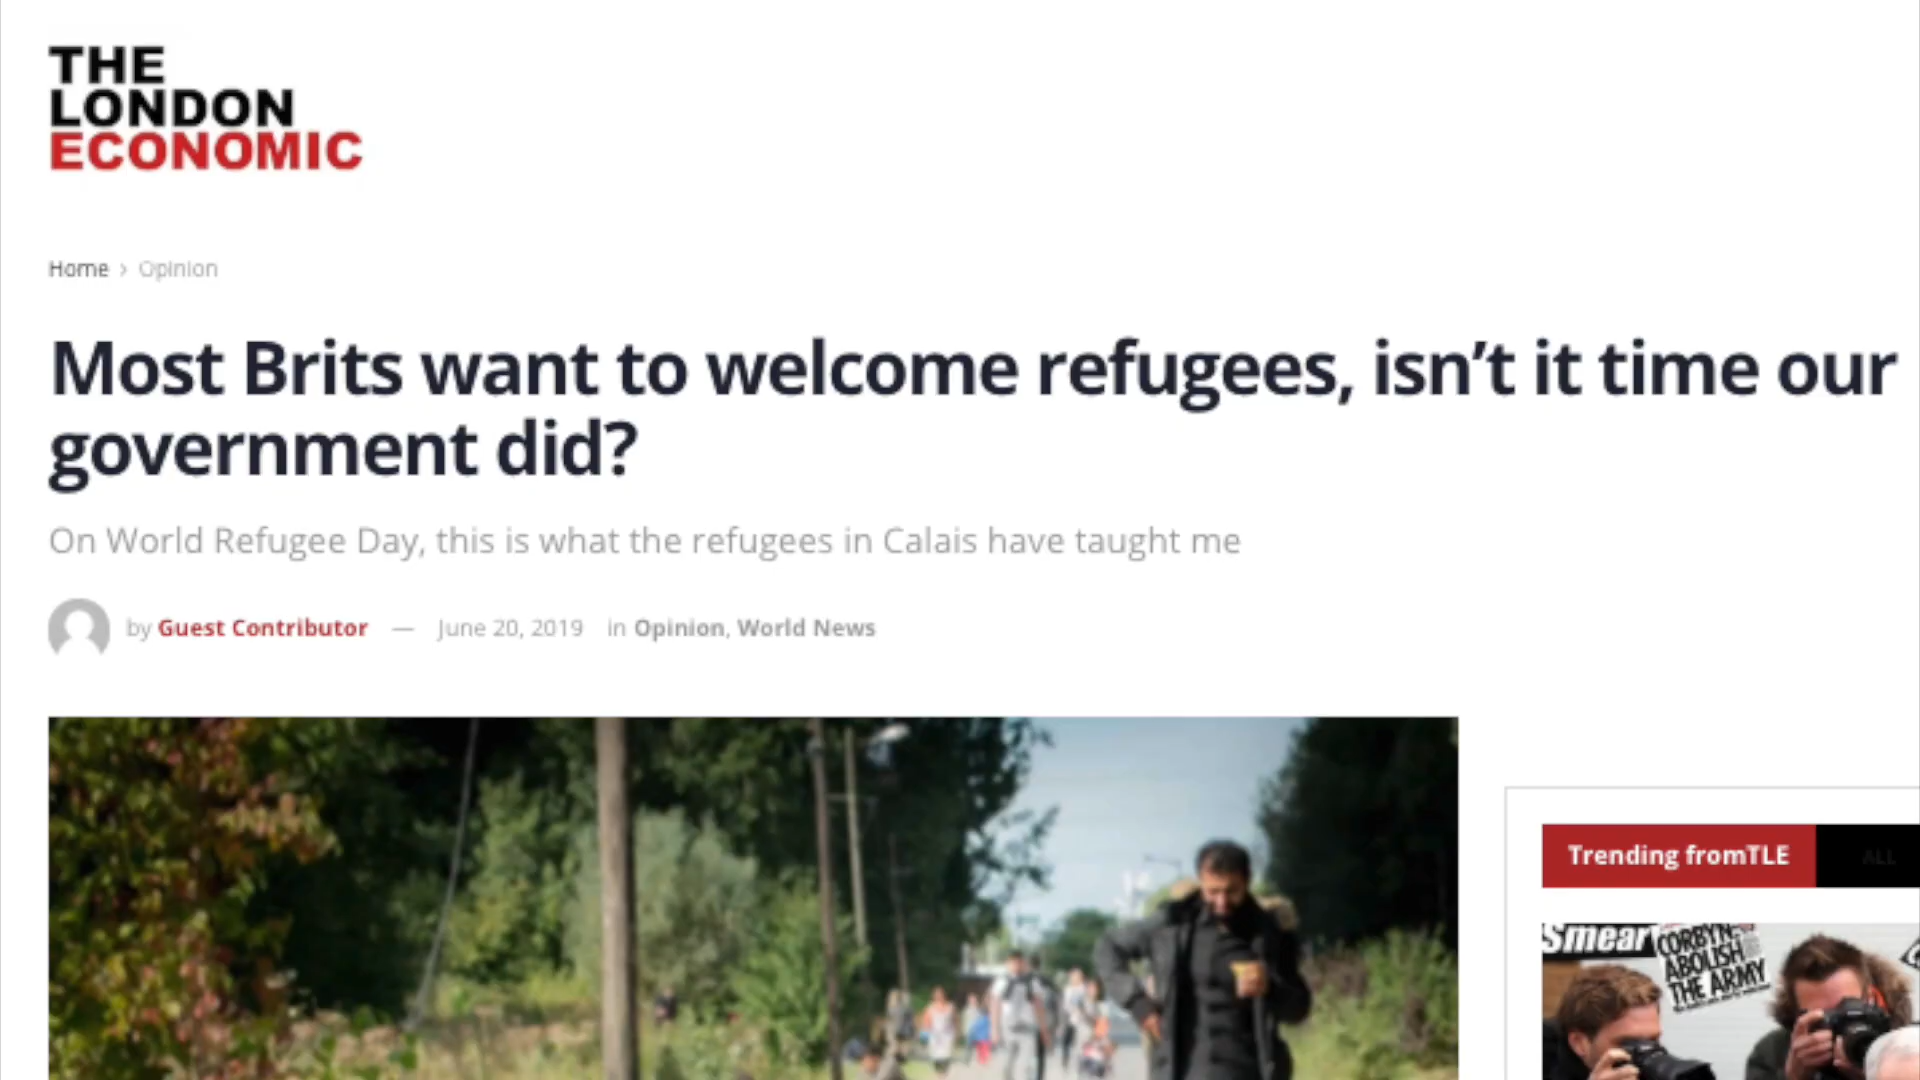 THE
LONDON
ECONOMIC
Home > Opinion
Most Brits want to welcome refugees, isn’t it time our
government did?
On World Refugee Day, this is what the refugees in Calais have taught me
by Guest Contributor — June 20, 2019 in Opinion, World News
Trending fromTLE
ALL
Smear
CORBYN
ABOLISH
THE ARMY